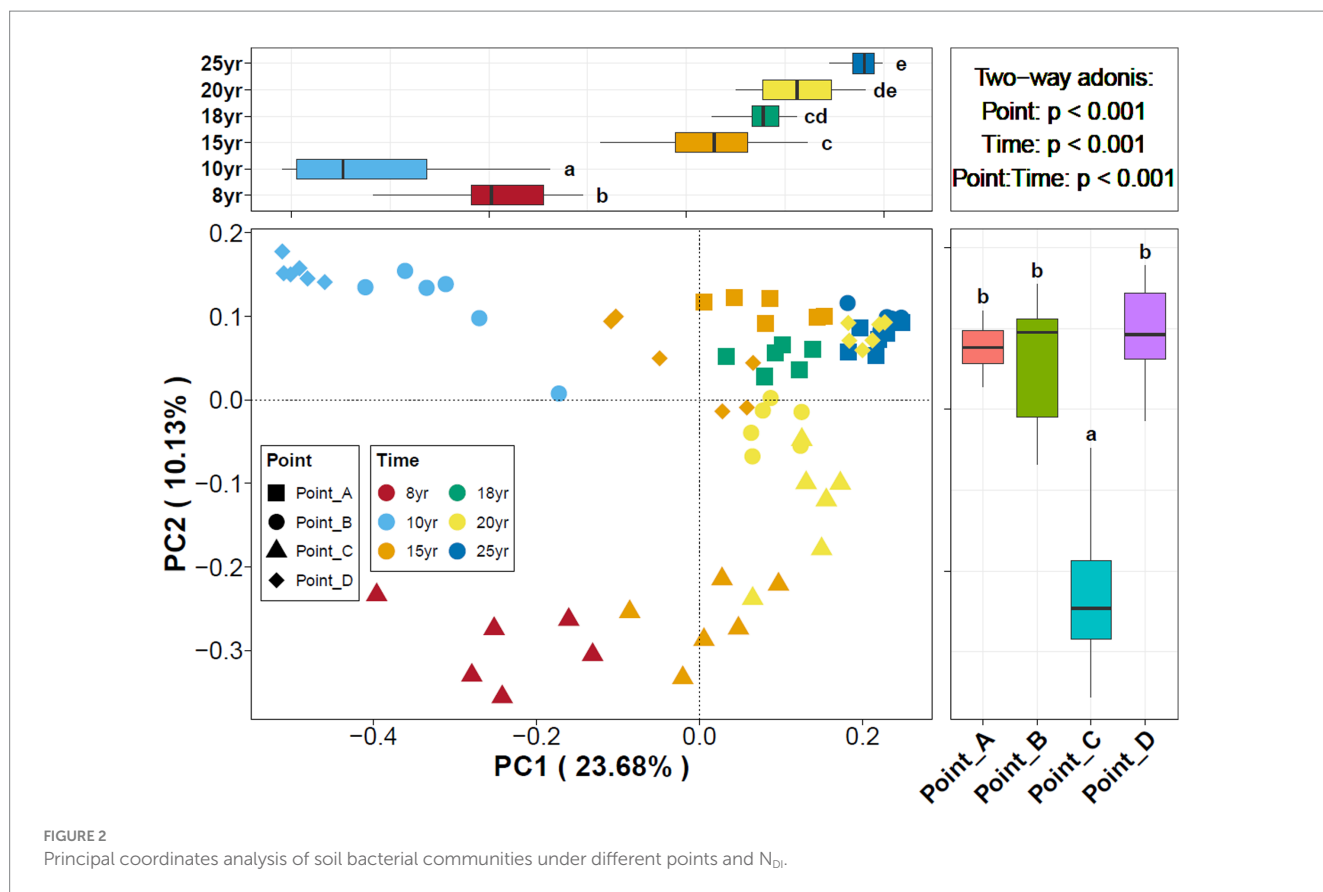 25yr
e
20yr
de
18yr
cd
15yr
c
10yr
a
8yr
b
Two−way adonis:
Point: p < 0.001
Time: p < 0.001
Point:Time: p < 0.001
PC2 ( 10.13% )
0.2
0.1
0.0
−0.1
−0.2
−0.3
Point
Point_A
Point_B
Point_C
Point_D
Time
8yr
10yr
15yr
18yr
20yr
25yr
−0.4
−0.2
0.0
0.2
PC1 ( 23.68% )
b
b
a
b
Point_A
Point_B
Point_C
Point_D
FIGURE 2
Principal coordinates analysis of soil bacterial communities under different points and NDI.